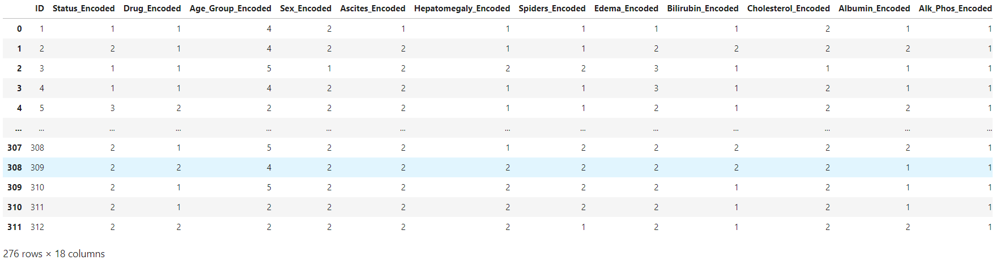 ID Status_Encoded Drug_Encoded Age_Group_Encoded Sex_Encoded Ascites_Encoded Hepatomegaly_Encoded Spiders_Encoded Edema_Encoded Bilirubin_Encoded Cholesterol_Encoded Albumin_Encoded Alk_Phos_Encoded
0 1 1 1 4 2 1 1 1 1 1 2 1 1
1 2 2 1 4 2 2 1 1 2 2 2 2 1
2 3 1 1 5 1 2 2 2 3 1 1 1 1
3 4 1 1 4 2 2 1 1 3 1 2 1 1
4 5 3 2 2 2 2 1 1 2 1 2 2 1
... ... ... ... ... ... ... ... ... ... ... ... ... ...
307 308 2 1 5 2 2 1 2 2 2 2 2 1
308 309 2 2 4 2 2 2 2 2 2 2 1 1
309 310 2 1 5 2 2 2 2 2 1 2 1 1
310 311 2 1 2 2 2 2 2 2 1 2 1 1
311 312 2 2 2 2 2 2 1 2 1 2 2 1
276 rows × 18 columns